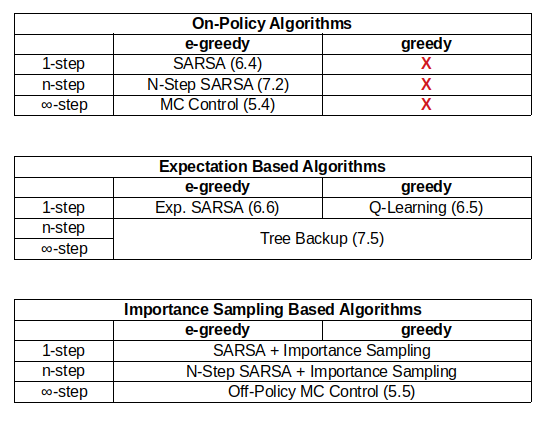 On-Policy Algorithms
e-greedy greedy
1-step SARSA (6.4) X
n-step N-Step SARSA (7.2) X
∞-step MC Control (5.4) X
Expectation Based Algorithms
e-greedy greedy
1-step Exp. SARSA (6.6) Q-Learning (6.5)
n-step
Tree Backup (7.5)
∞-step
Importance Sampling Based Algorithms
e-greedy greedy
1-step SARSA + Importance Sampling
n-step N-Step SARSA + Importance Sampling
∞-step Off-Policy MC Control (5.5)